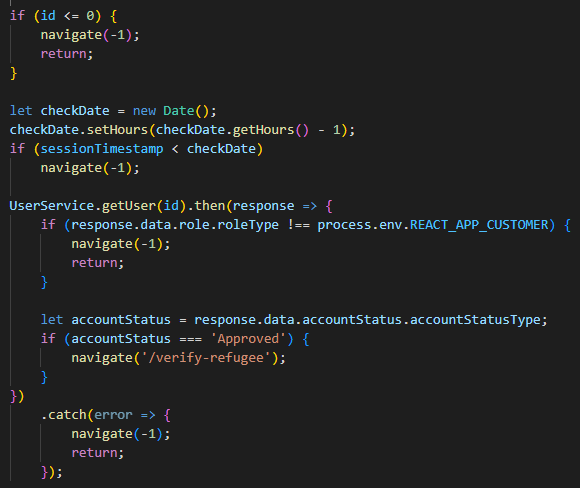 if (id <= 0) {
    navigate(-1);
    return;
}

let checkDate = new Date();
checkDate.setHours(checkDate.getHours() - 1);
if (sessionTimestamp < checkDate)
    navigate(-1);

UserService.getUser(id).then(response => {
    if (response.data.role.roleType !== process.env.REACT_APP_CUSTOMER) {
        navigate(-1);
        return;
    }

    let accountStatus = response.data.accountStatus.accountStatusType;
    if (accountStatus === 'Approved') {
        navigate('/verify-refugee');
    }
})
    .catch(error => {
        navigate(-1);
        return;
    });